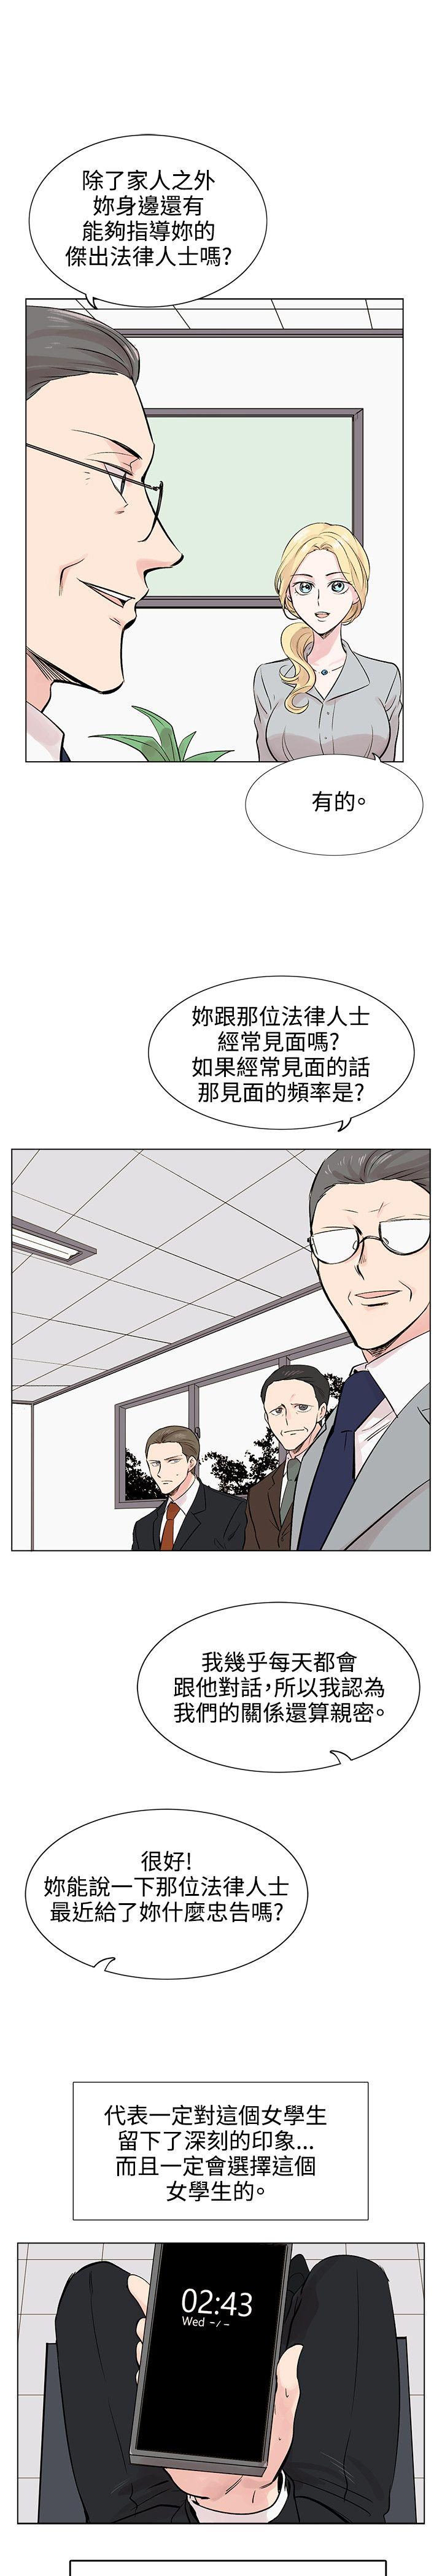 除了家人之外
妳身邊還有
能夠指導妳的
傑出法律人士嗎?
有的。
妳跟那位法律人士
經常見面嗎?
如果經常見面的話
那見面的頻率是?
我幾乎每天都會
跟他對話,所以我認為
我們的關係還算親密。
很好!
妳能說一下那位法律人士
最近給了妳什麼忠告嗎?
代表一定對這個女學生
留下了深刻的印象...
而且一定會選擇這個
女學生的。
02:43
Wed -/-